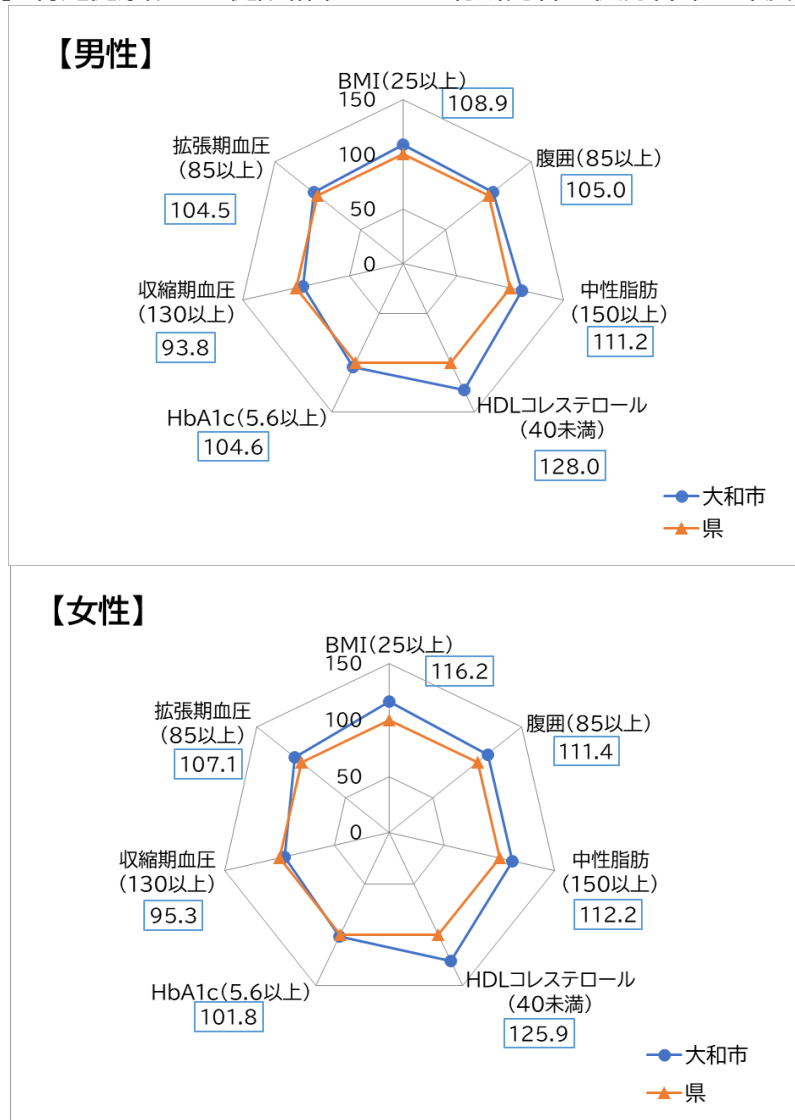 【男性】
BMI(25以上)
108.9
150
100
50
0
腹囲(85以上)
105.0
中性脂肪
(150以上)
111.2
HDLコレステロール
(40未満)
128.0
HbA1c(5.6以上)
104.6
収縮期血圧
(130以上)
93.8
拡張期血圧
(85以上)
104.5
大和市
県
【女性】
BMI(25以上)
116.2
150
100
50
0
腹囲(85以上)
111.4
中性脂肪
(150以上)
112.2
HDLコレステロール
(40未満)
125.9
HbA1c(5.6以上)
101.8
収縮期血圧
(130以上)
95.3
拡張期血圧
(85以上)
107.1
大和市
県